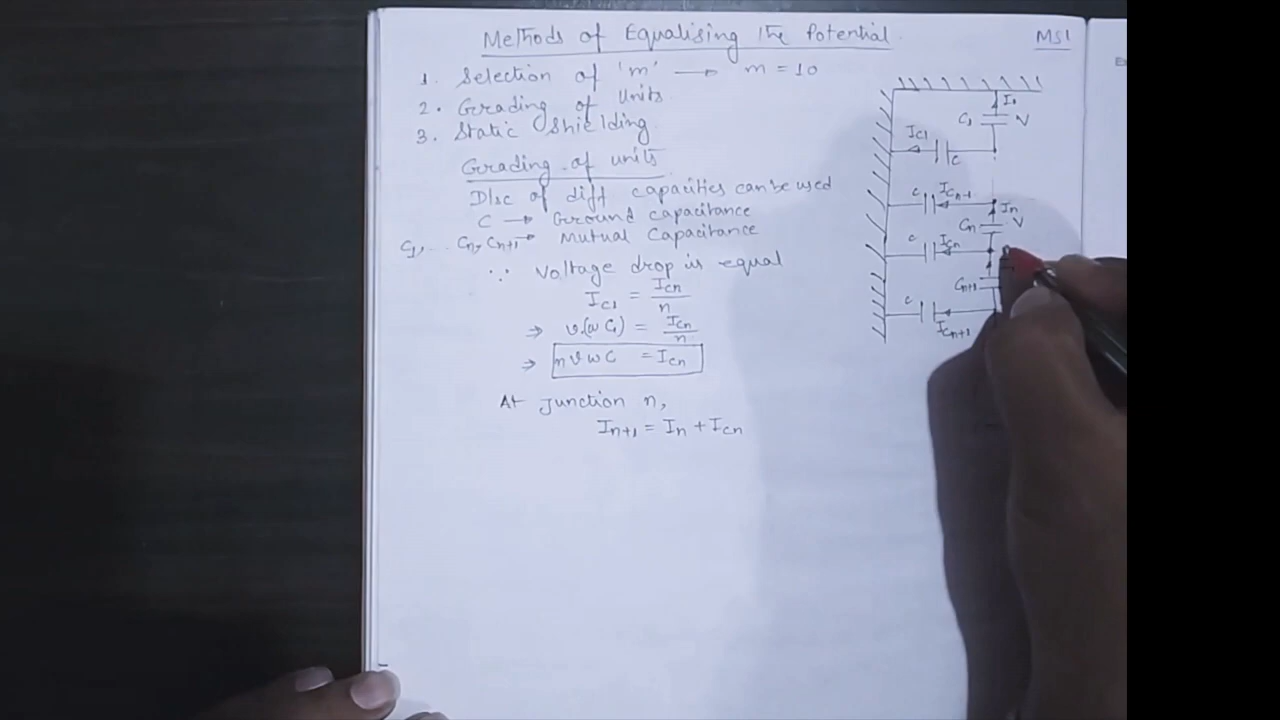 Methods of Equalising the Potential.
MSI
1. Selection of 'm' → m = 10
2. Grading of Units.
3. Static Shielding
Grading of units
Disc of diff capacities can be used
C → Ground capacitance
C1, ... Cn, Cn+1 → Mutual Capacitance
∵ Voltage drop is equal
IC1 = ICn/n
⇒ v.(ωC1) = ICn/n
⇒ nvωC = ICn
At Junction n,
In+1 = In + ICn
I1
C1 V
IC1
C
C ICn-1
In
Cn V
C ICn
Cn+1
C
ICn+1